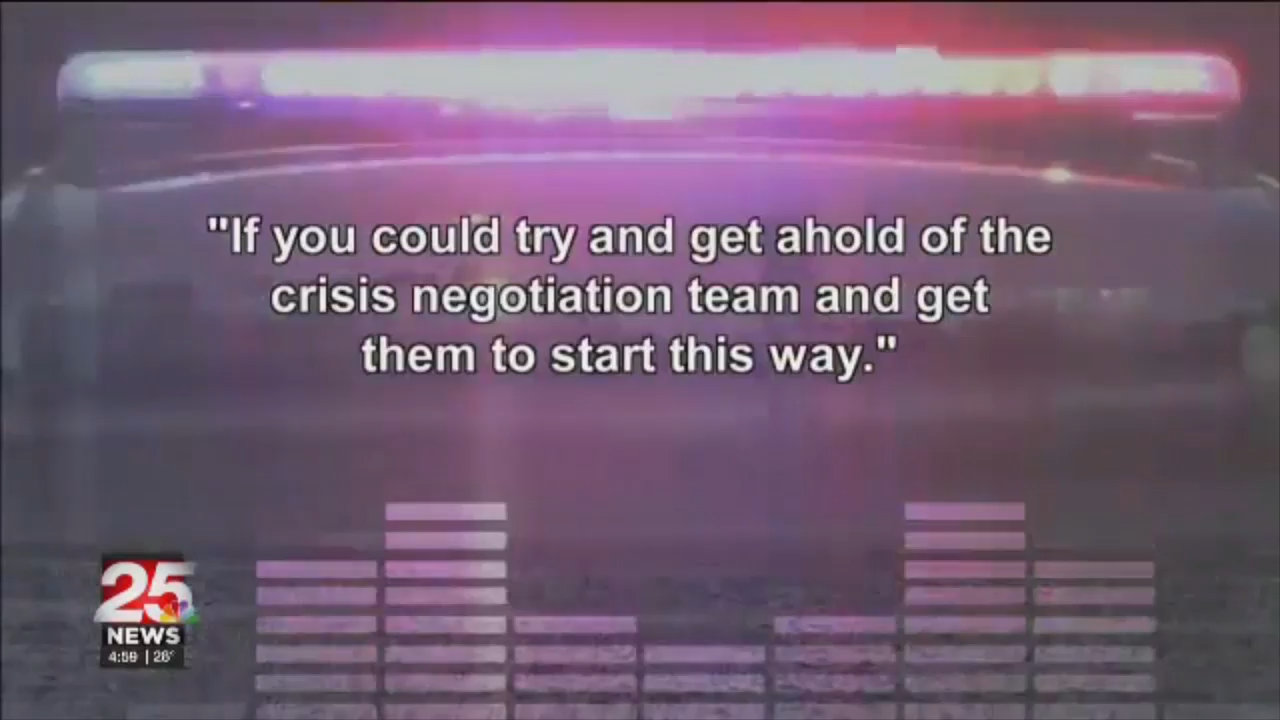 "If you could try and get ahold of the
crisis negotiation team and get
them to start this way."
25
NEWS
4:59 | 28°